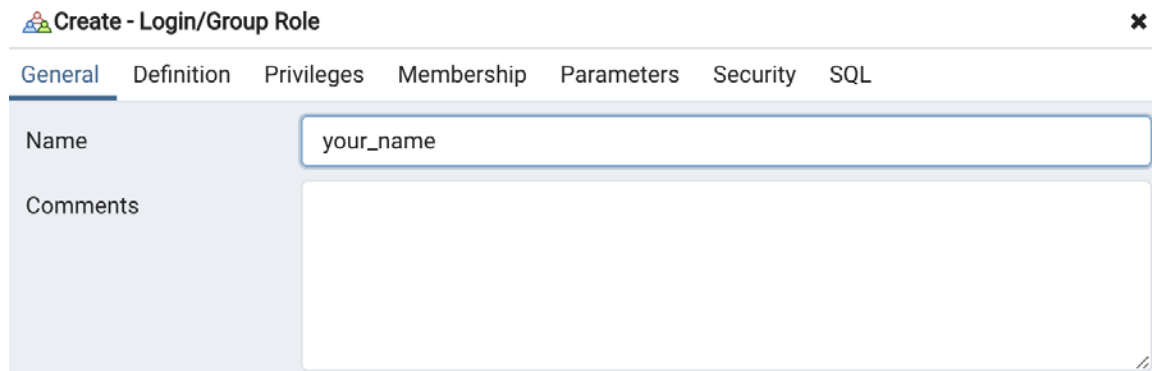 Create - Login/Group Role
General Definition Privileges Membership Parameters Security SQL
Name your_name
Comments